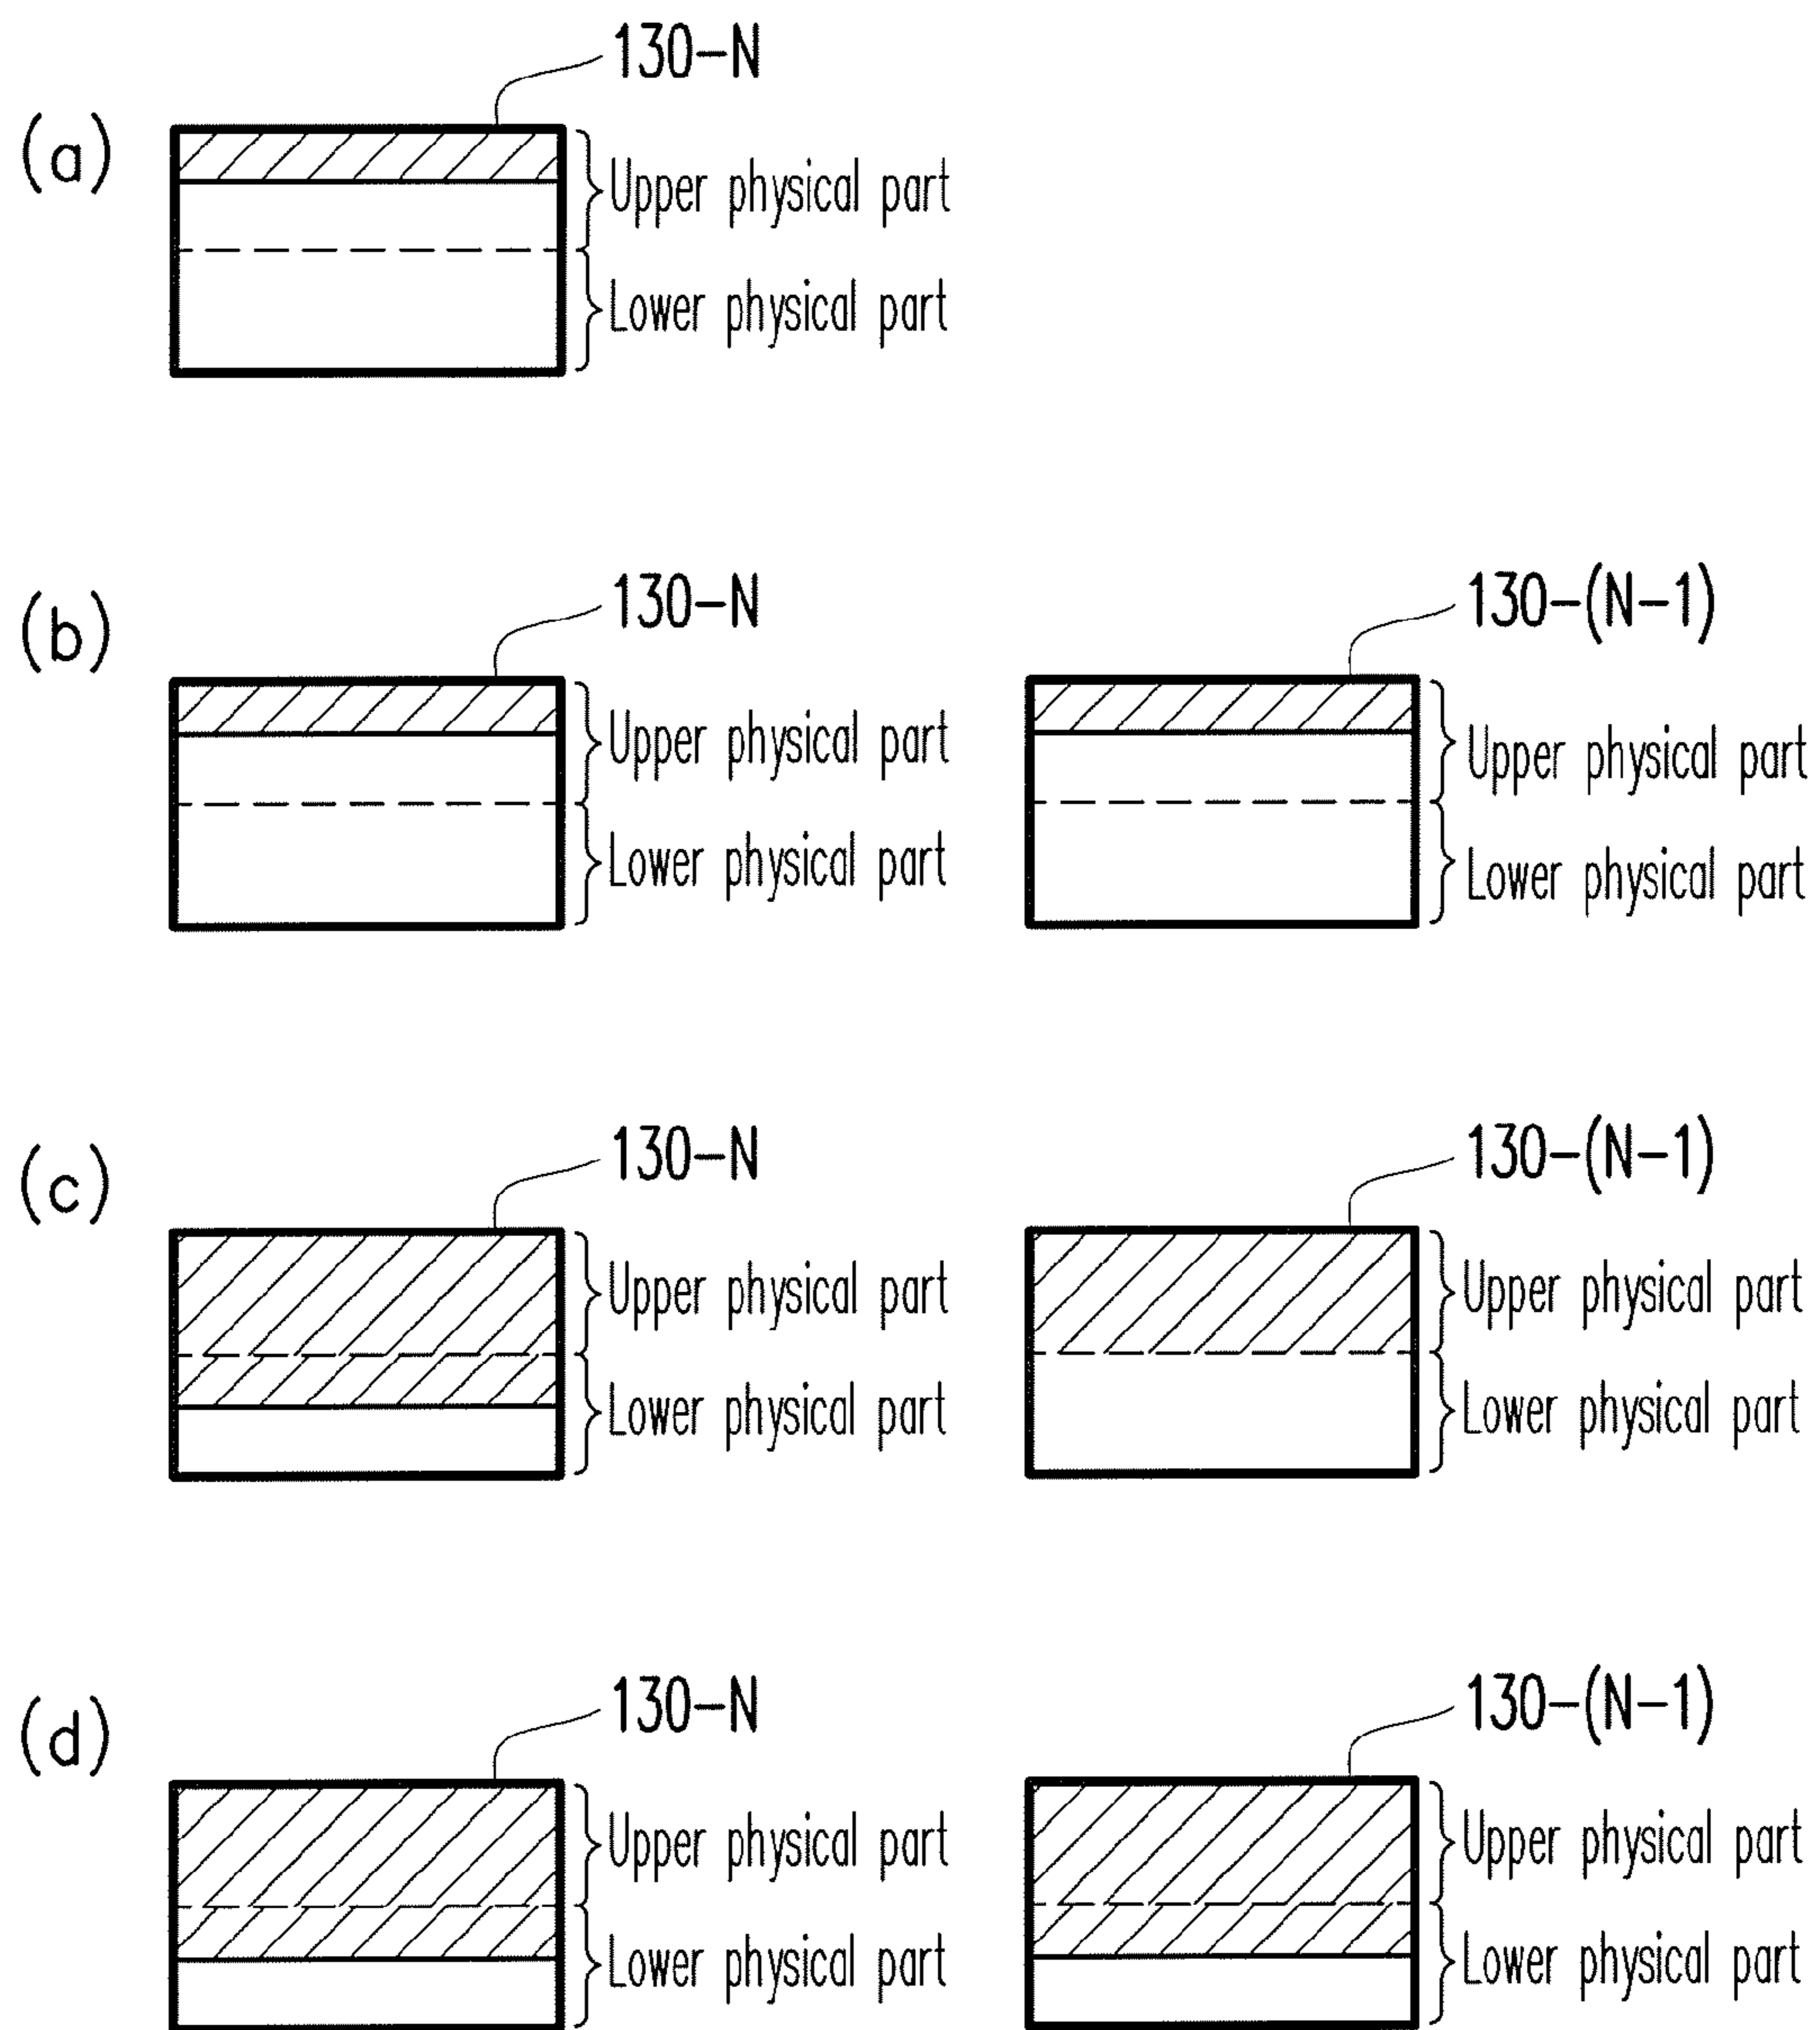 130-N
(a)
Upper physical part
Lower physical part
130-N 130-(N-1)
(b)
Upper physical part Upper physical part
Lower physical part Lower physical part
130-N 130-(N-1)
(c)
Upper physical part Upper physical part
Lower physical part Lower physical part
130-N 130-(N-1)
(d)
Upper physical part Upper physical part
Lower physical part Lower physical part